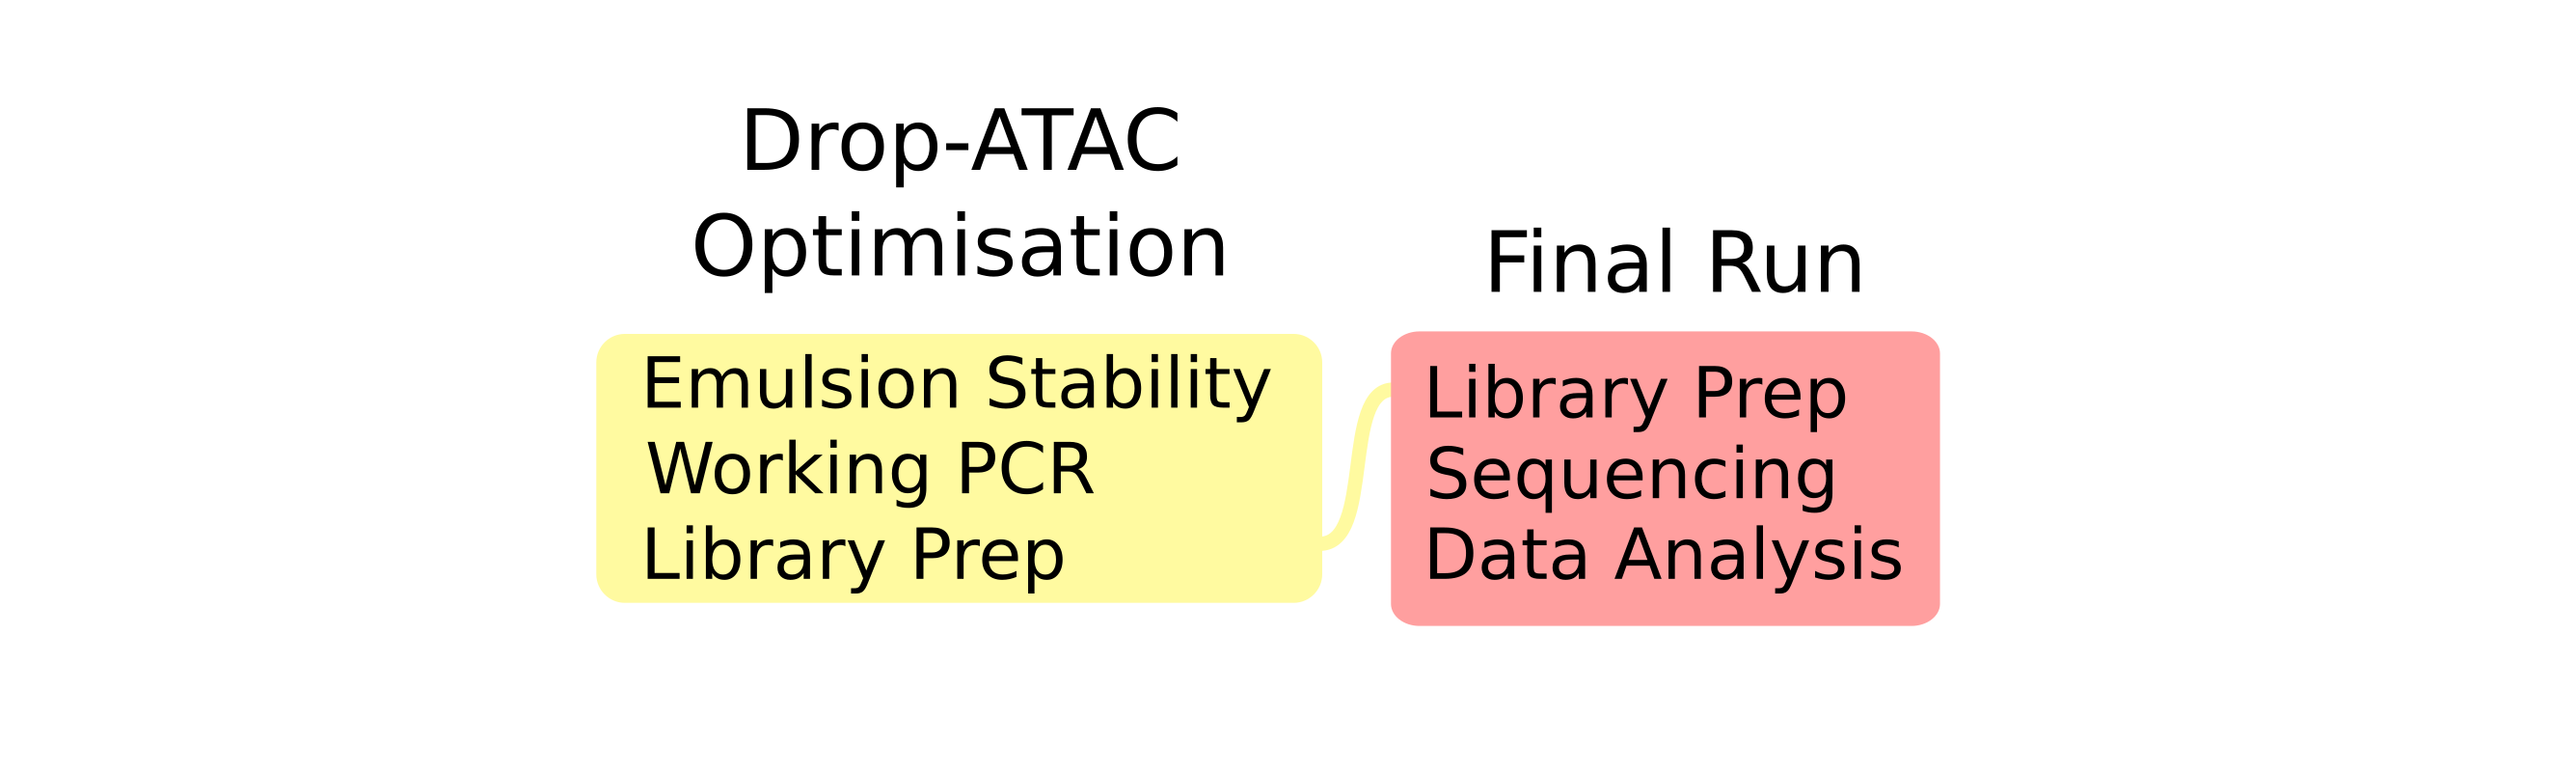 Drop-ATAC
Optimisation
Emulsion Stability
Working PCR
Library Prep
Final Run
Library Prep
Sequencing
Data Analysis